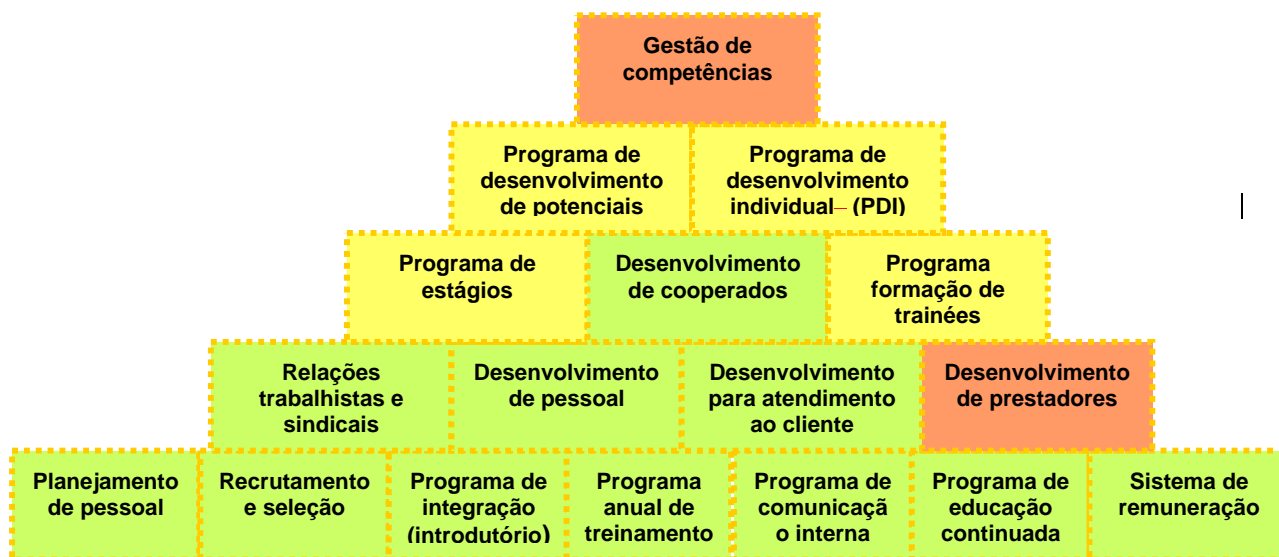 Gestão de
competências
Programa de
desenvolvimento
de potenciais
Programa de
desenvolvimento
individual– (PDI)
Programa de
estágios
Desenvolvimento
de cooperados
Programa
formação de
trainées
Relações
trabalhistas e
sindicais
Desenvolvimento
de pessoal
Desenvolvimento
para atendimento
ao cliente
Desenvolvimento
de prestadores
Planejamento
de pessoal
Recrutamento
e seleção
Programa de
integração
(introdutório)
Programa
anual de
treinamento
Programa de
comunicaçã
o interna
Programa de
educação
continuada
Sistema de
remuneração